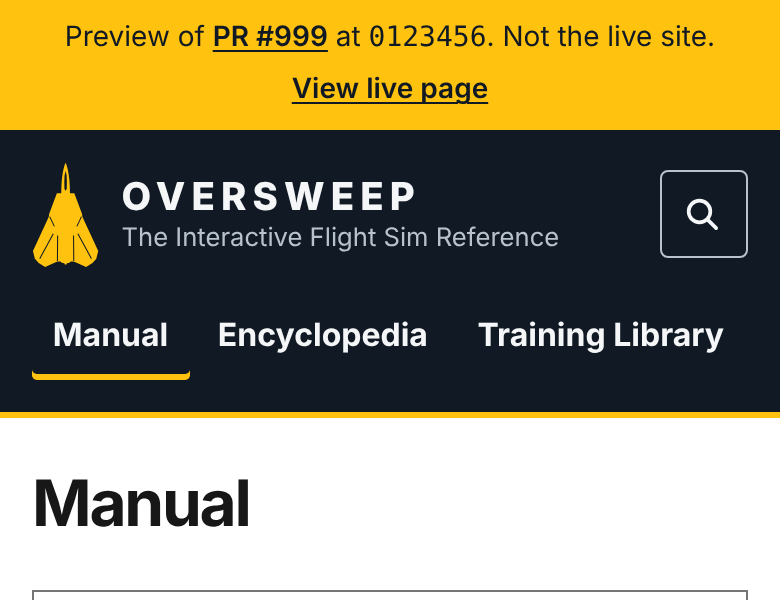 Preview of PR #999 at 0123456. Not the live site.
View live page
OVERSWEEP
The Interactive Flight Sim Reference
Manual Encyclopedia Training Library
Manual